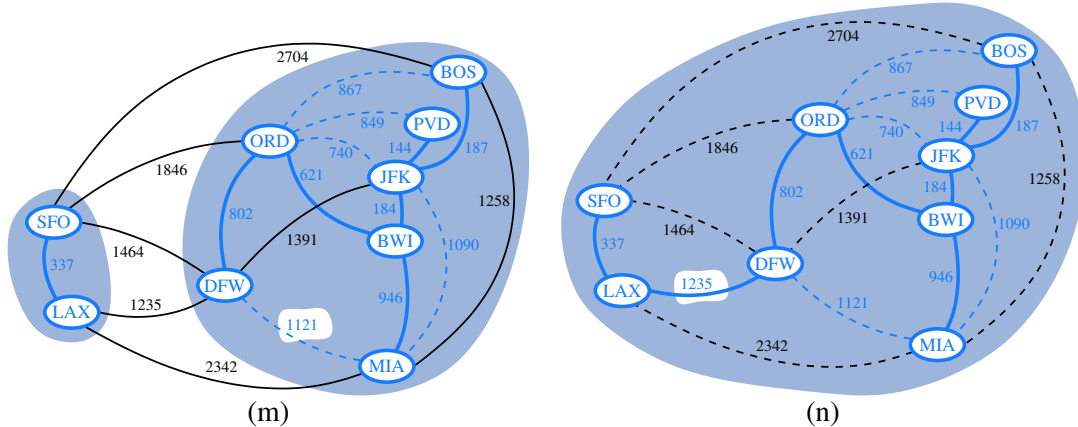 2704
BOS
867
PVD
849
ORD
144
187
740
JFK
1846
621
184
1258
SFO
802
1391
BWI
1464
1090
337
DFW
946
LAX
1235
1121
2342
MIA
(m)
2704
BOS
867
PVD
849
ORD
144
187
740
JFK
1846
621
184
1258
SFO
802
1391
BWI
1464
1090
337
DFW
946
LAX
1235
1121
2342
MIA
(n)